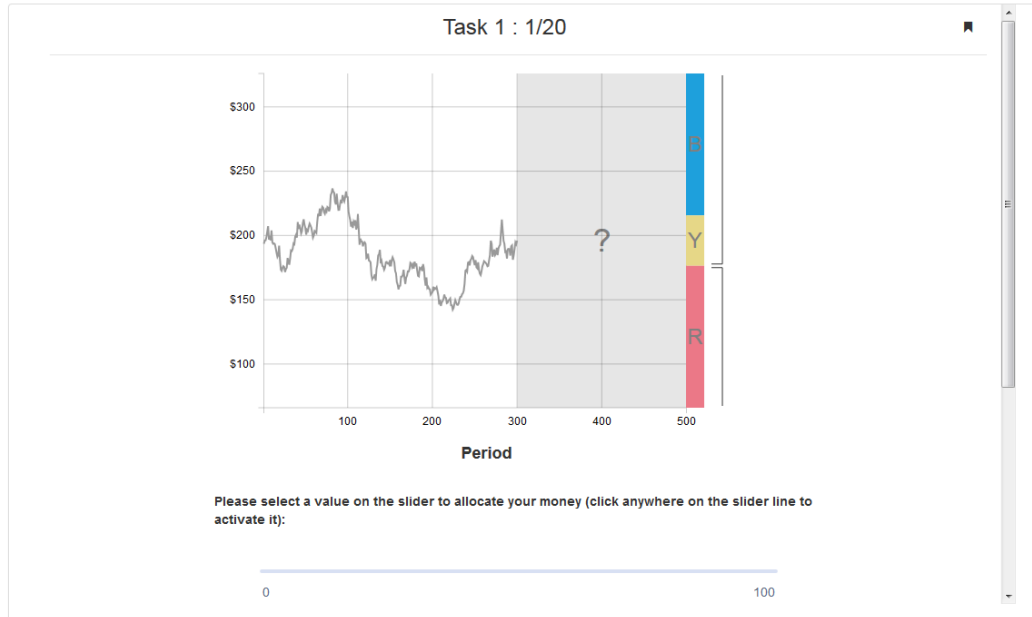 Task 1 : 1/20
$300
$250
$200
$150
$100
B
Y
R
?
100 200 300 400 500
Period
Please select a value on the slider to allocate your money (click anywhere on the slider line to
activate it):
0 100